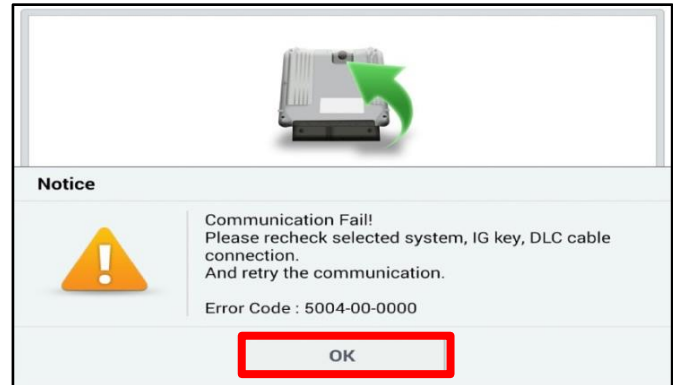 Notice
Communication Fail!
Please recheck selected system, IG key, DLC cable
connection.
And retry the communication.
Error Code : 5004-00-0000
OK